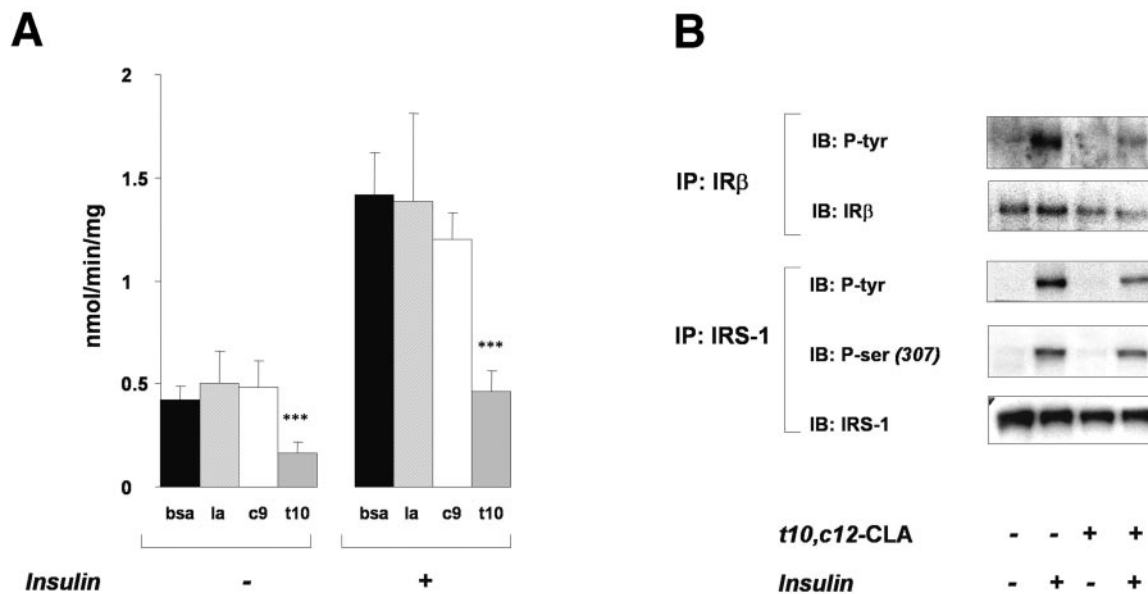 A
2
1.5
1
0.5
0
nmol/min/mg
***
***
bsa la c9 t10
bsa la c9 t10
Insulin - +
B
IP: IRβ
IB: P-tyr
IB: IRβ
IP: IRS-1
IB: P-tyr
IB: P-ser (307)
IB: IRS-1
t10,c12-CLA - - + +
Insulin - + - +